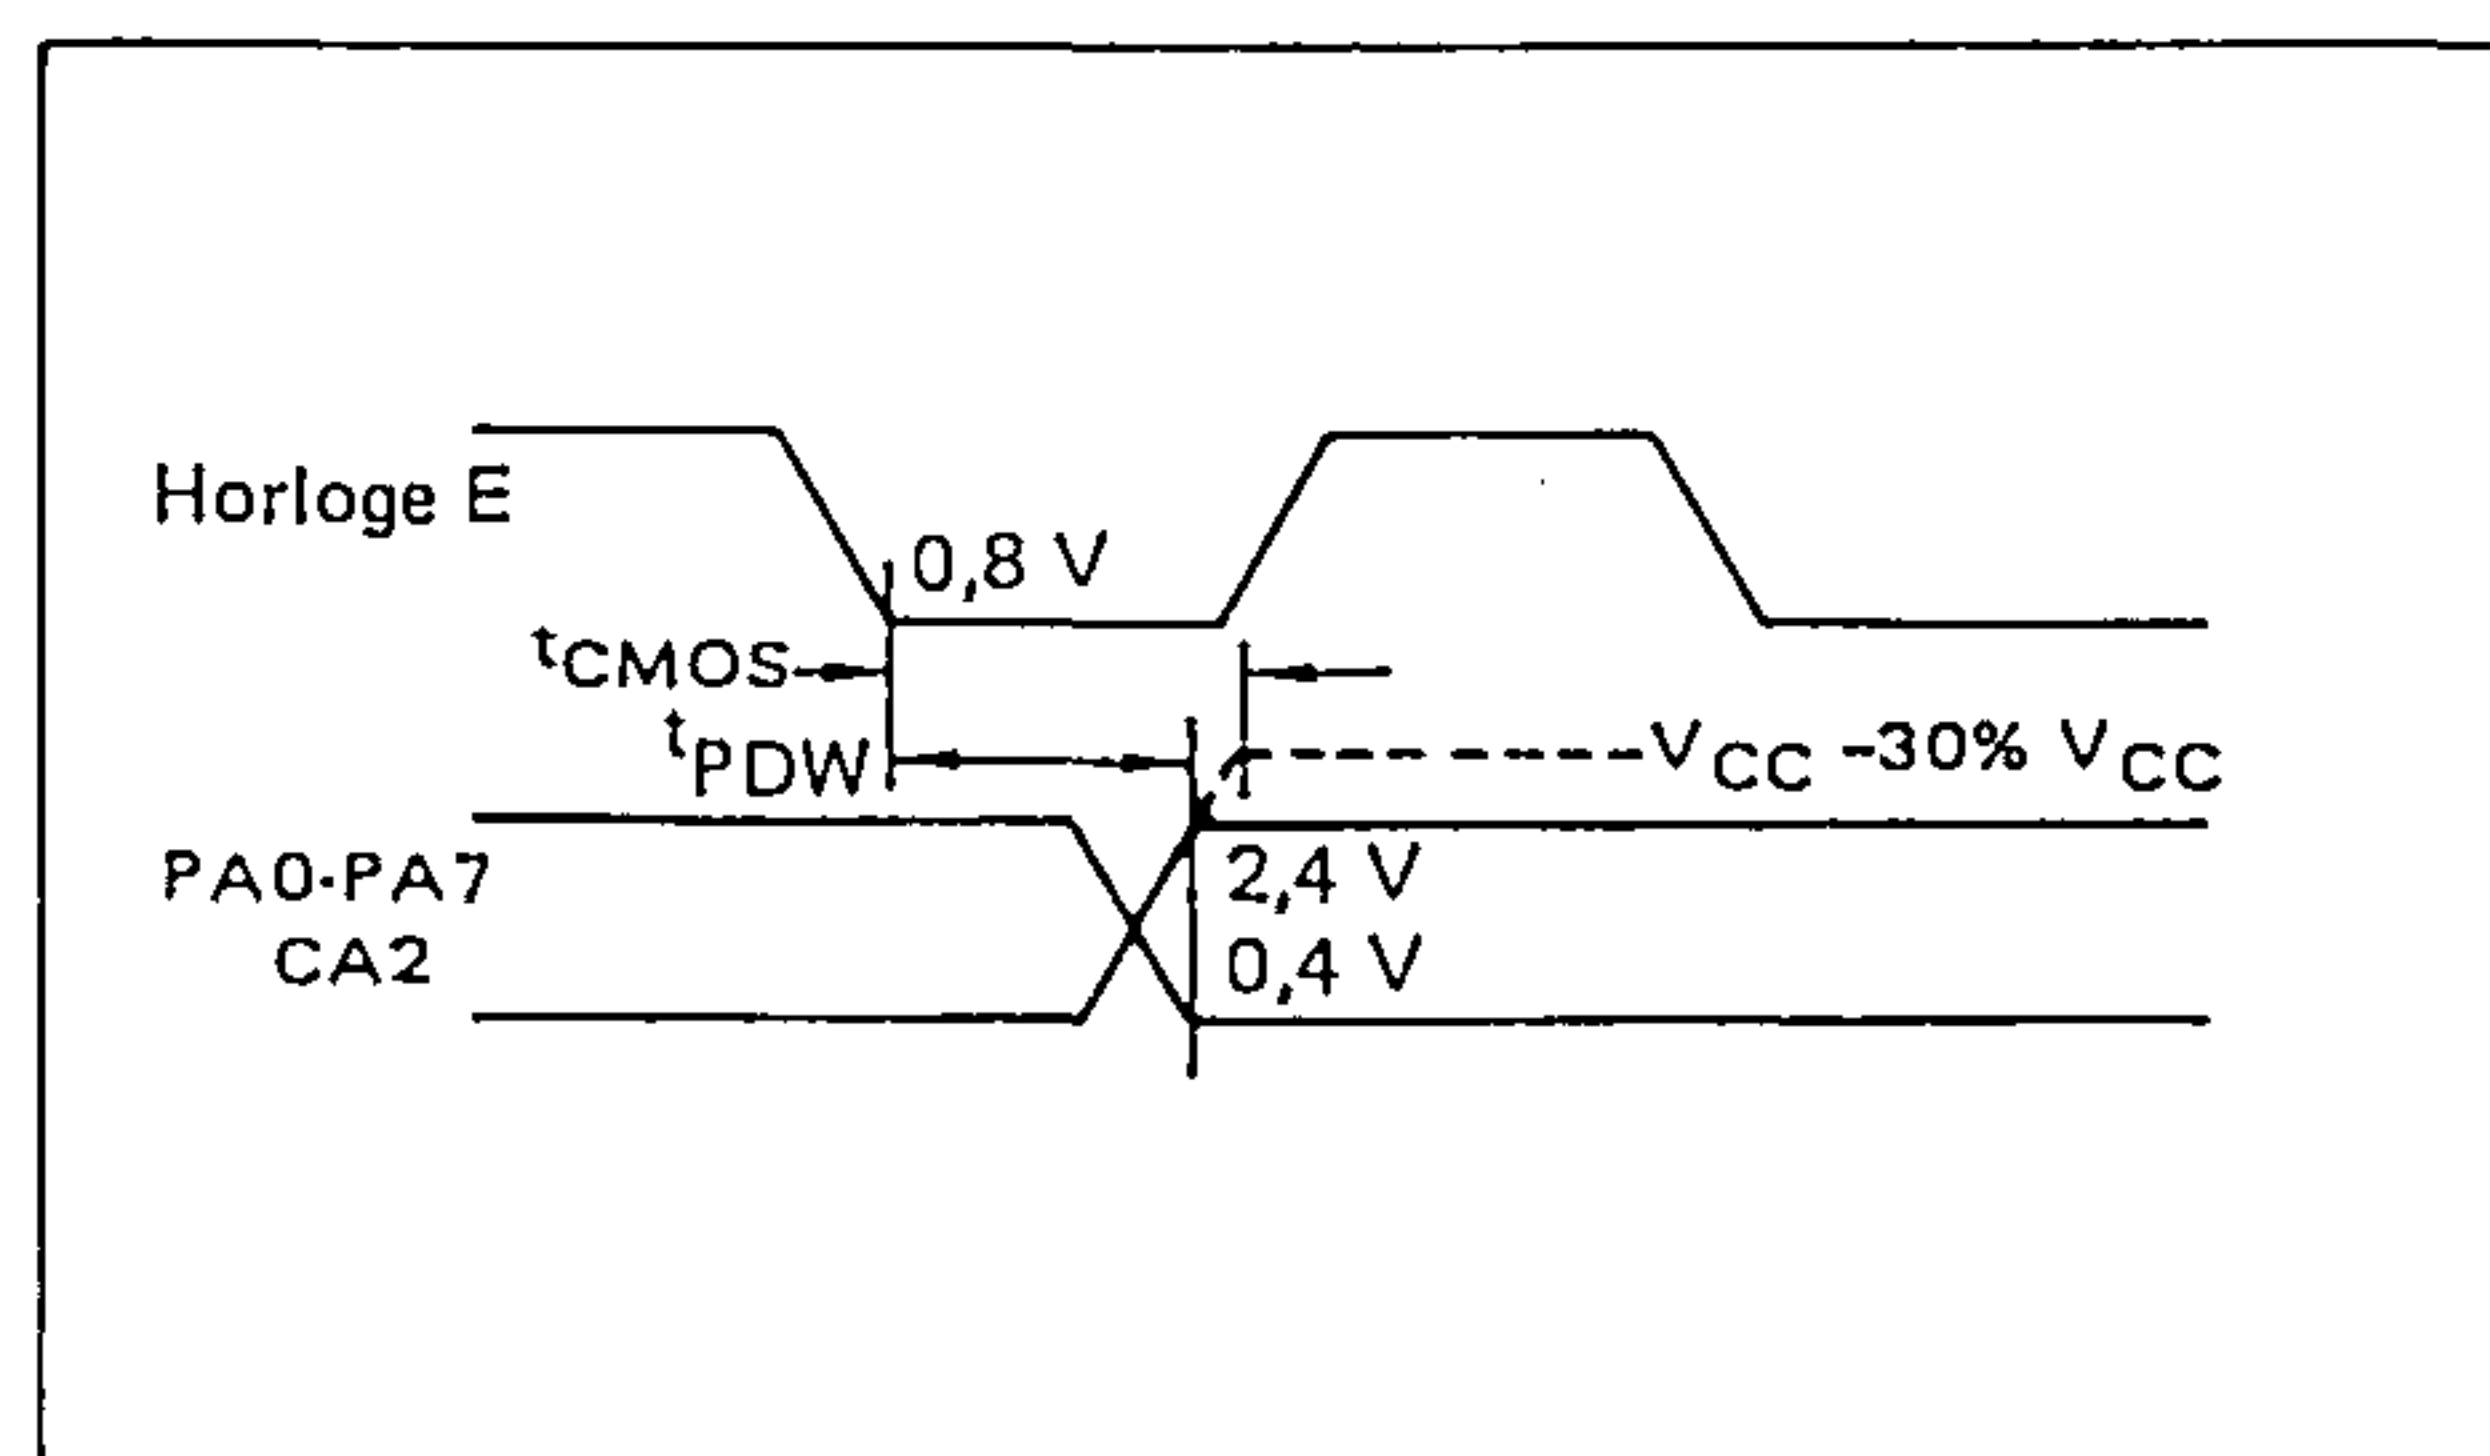 Horloge E
0,8 V
tCMOS
tPDW
VCC -30% VCC
PA0·PA7
2,4 V
CA2
0,4 V